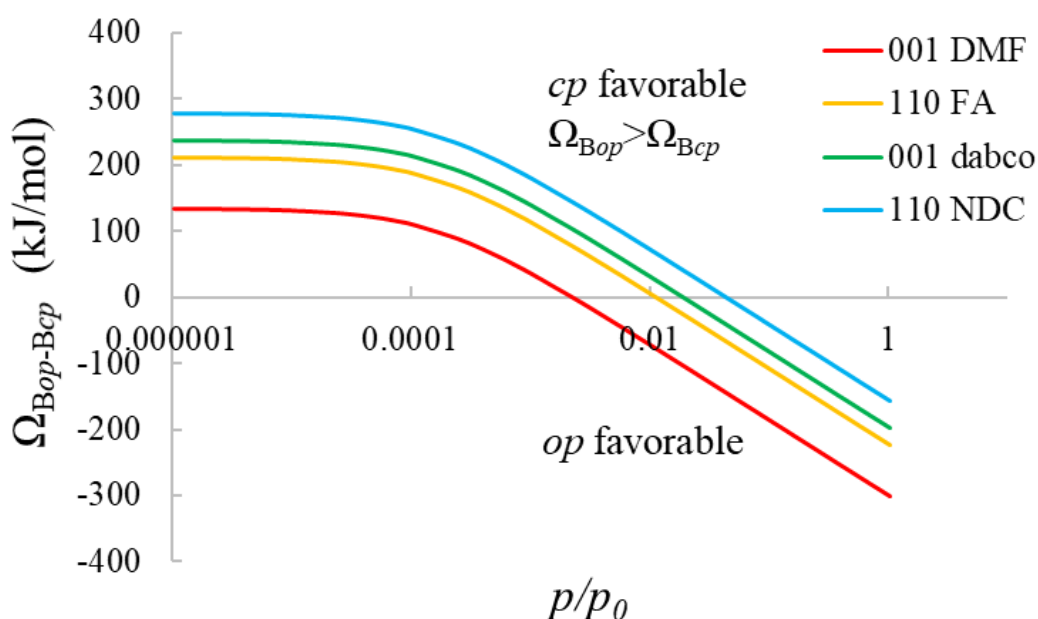 400
300
200
100
0
-100
-200
-300
-400
Ω_Bop-Bcp (kJ/mol)
0.000001
0.0001
0.01
1
p/p₀
cp favorable
Ω_Bop>Ω_Bcp
op favorable
001 DMF
110 FA
001 dabco
110 NDC